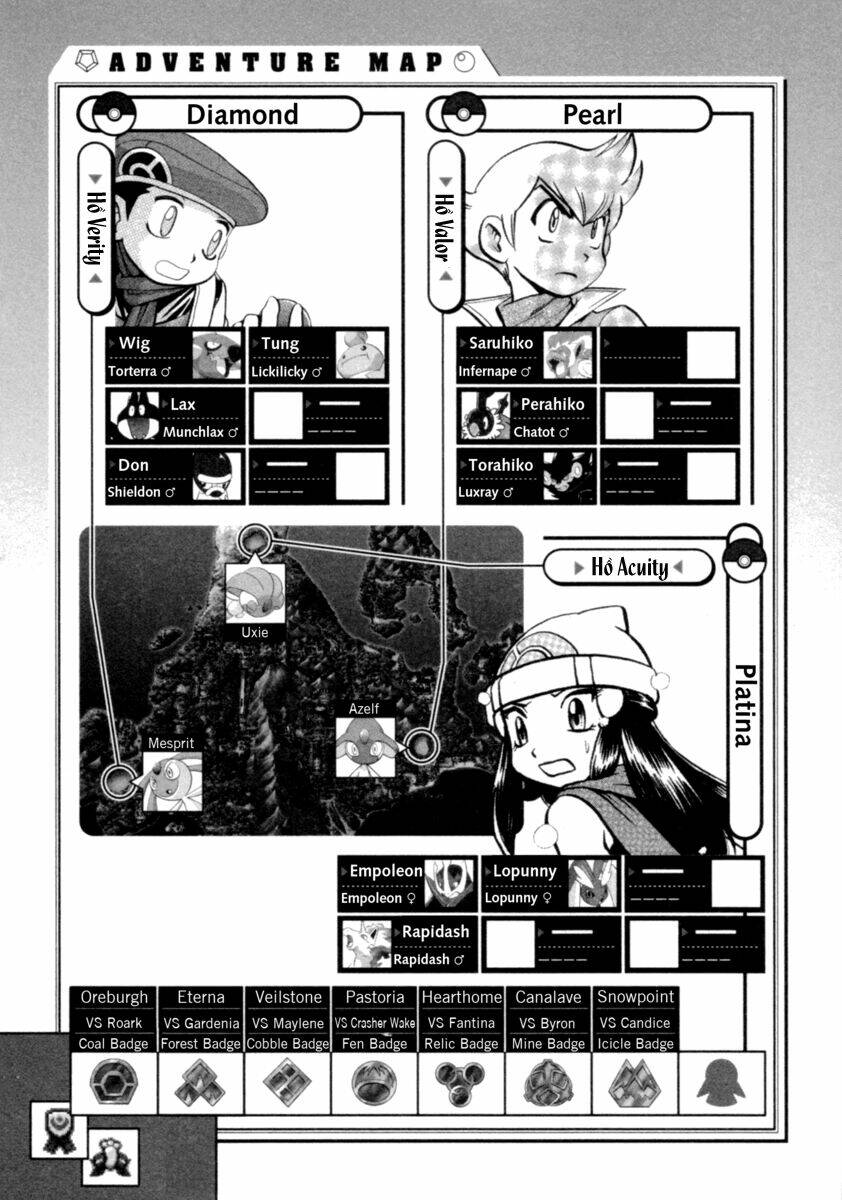 ADVENTURE MAP
Diamond
Hồ Verity
Wig
Torterra ♂
Tung
Lickilicky ♂
Lax
Munchlax ♂
Don
Shieldon ♂
Pearl
Hồ Valor
Saruhiko
Infernape ♂
Perahiko
Chatot ♂
Torahiko
Luxray ♂
Hồ Acuity
Platina
Uxie
Azelf
Mesprit
Empoleon
Empoleon ♀
Lopunny
Lopunny ♀
Rapidash
Rapidash ♂
Oreburgh
VS Roark
Coal Badge
Eterna
VS Gardenia
Forest Badge
Veilstone
VS Maylene
Cobble Badge
Pastoria
VS Crasher Wake
Fen Badge
Hearthome
VS Fantina
Relic Badge
Canalave
VS Byron
Mine Badge
Snowpoint
VS Candice
Icicle Badge